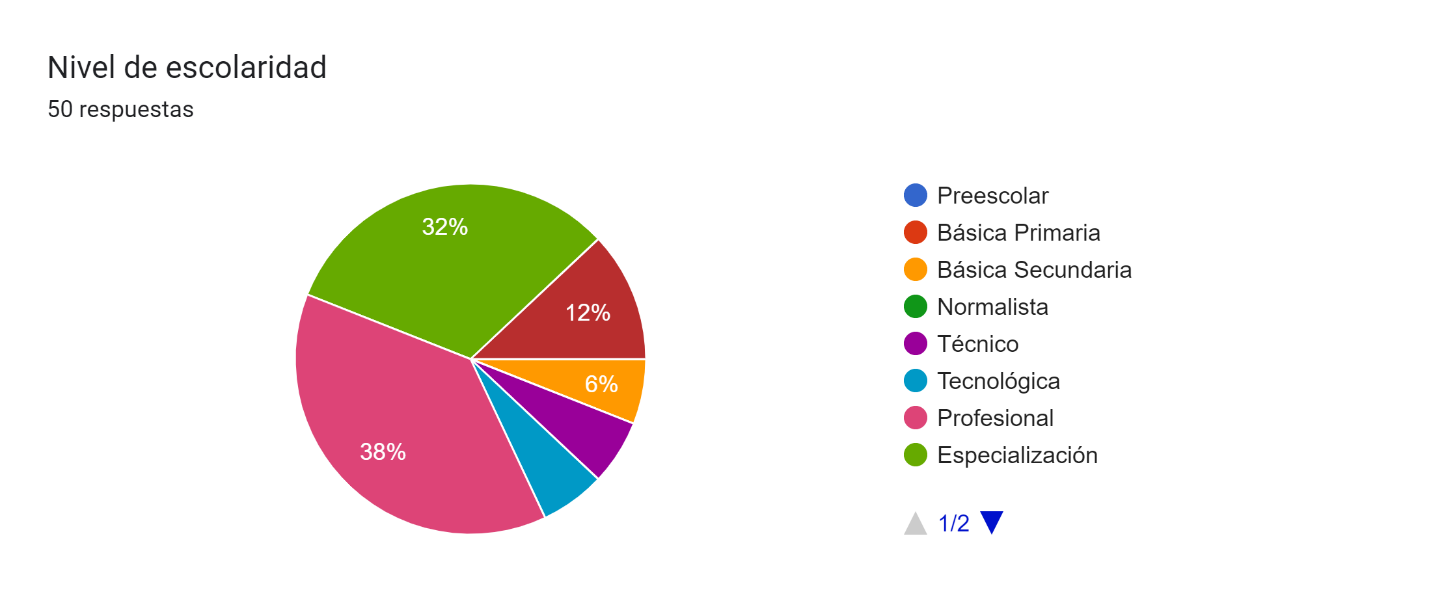 Nivel de escolaridad
50 respuestas
32%
12%
6%
38%
Preescolar
Básica Primaria
Básica Secundaria
Normalista
Técnico
Tecnológica
Profesional
Especialización
1/2